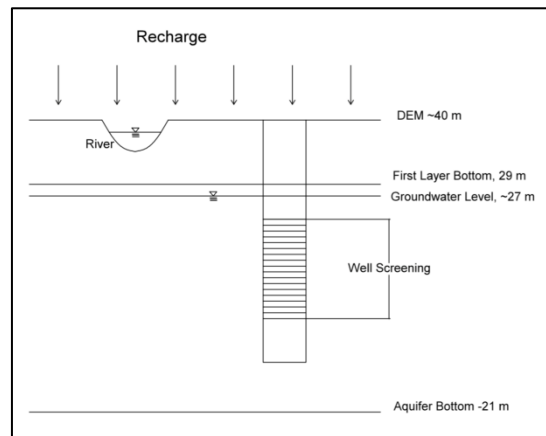 Recharge
DEM ~40 m
River
First Layer Bottom, 29 m
Groundwater Level, ~27 m
Well Screening
Aquifer Bottom -21 m